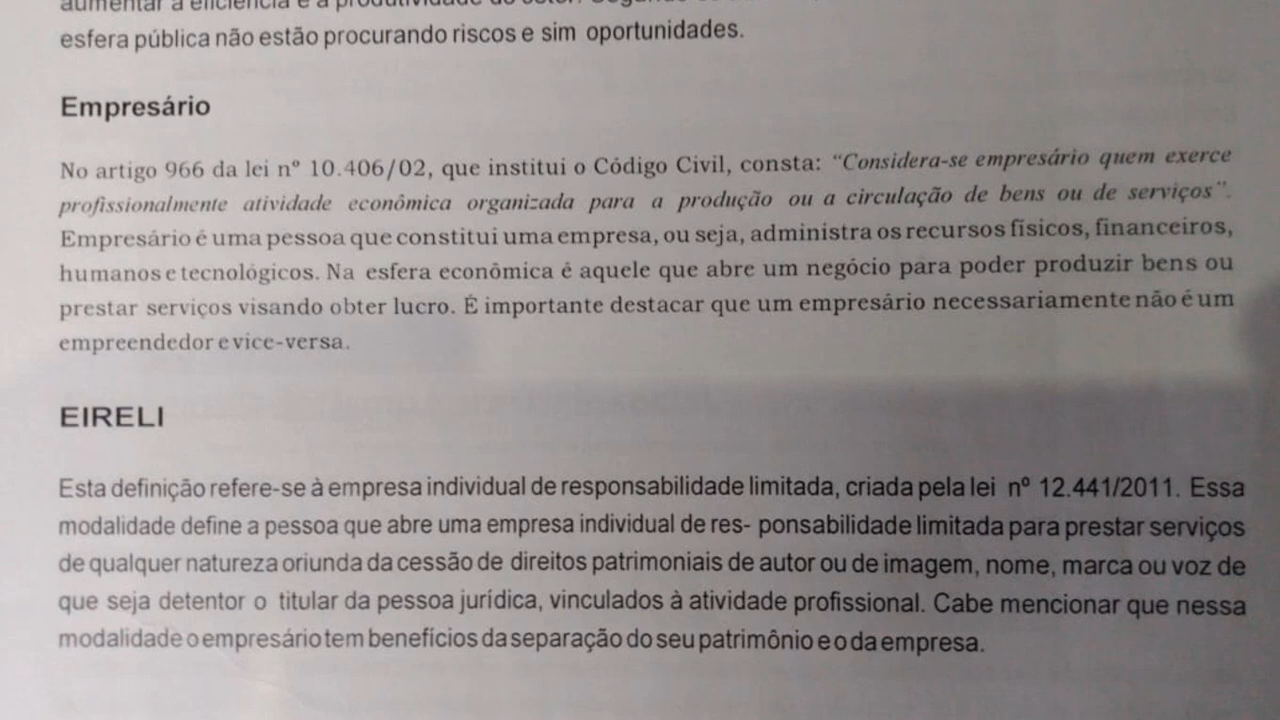 aumentar a eficiência e a produtividade do setor. Segundo
esfera pública não estão procurando riscos e sim oportunidades.
Empresário
No artigo 966 da lei nº 10.406/02, que institui o Código Civil, consta: “Considera-se empresário quem exerce
profissionalmente atividade econômica organizada para a produção ou a circulação de bens ou de serviços”.
Empresário é uma pessoa que constitui uma empresa, ou seja, administra os recursos físicos, financeiros,
humanos e tecnológicos. Na esfera econômica é aquele que abre um negócio para poder produzir bens ou
prestar serviços visando obter lucro. É importante destacar que um empresário necessariamente não é um
empreendedor e vice-versa.
EIRELI
Esta definição refere-se à empresa individual de responsabilidade limitada, criada pela lei nº 12.441/2011. Essa
modalidade define a pessoa que abre uma empresa individual de res- ponsabilidade limitada para prestar serviços
de qualquer natureza oriunda da cessão de direitos patrimoniais de autor ou de imagem, nome, marca ou voz de
que seja detentor o titular da pessoa jurídica, vinculados à atividade profissional. Cabe mencionar que nessa
modalidade o empresário tem benefícios da separação do seu patrimônio e o da empresa.